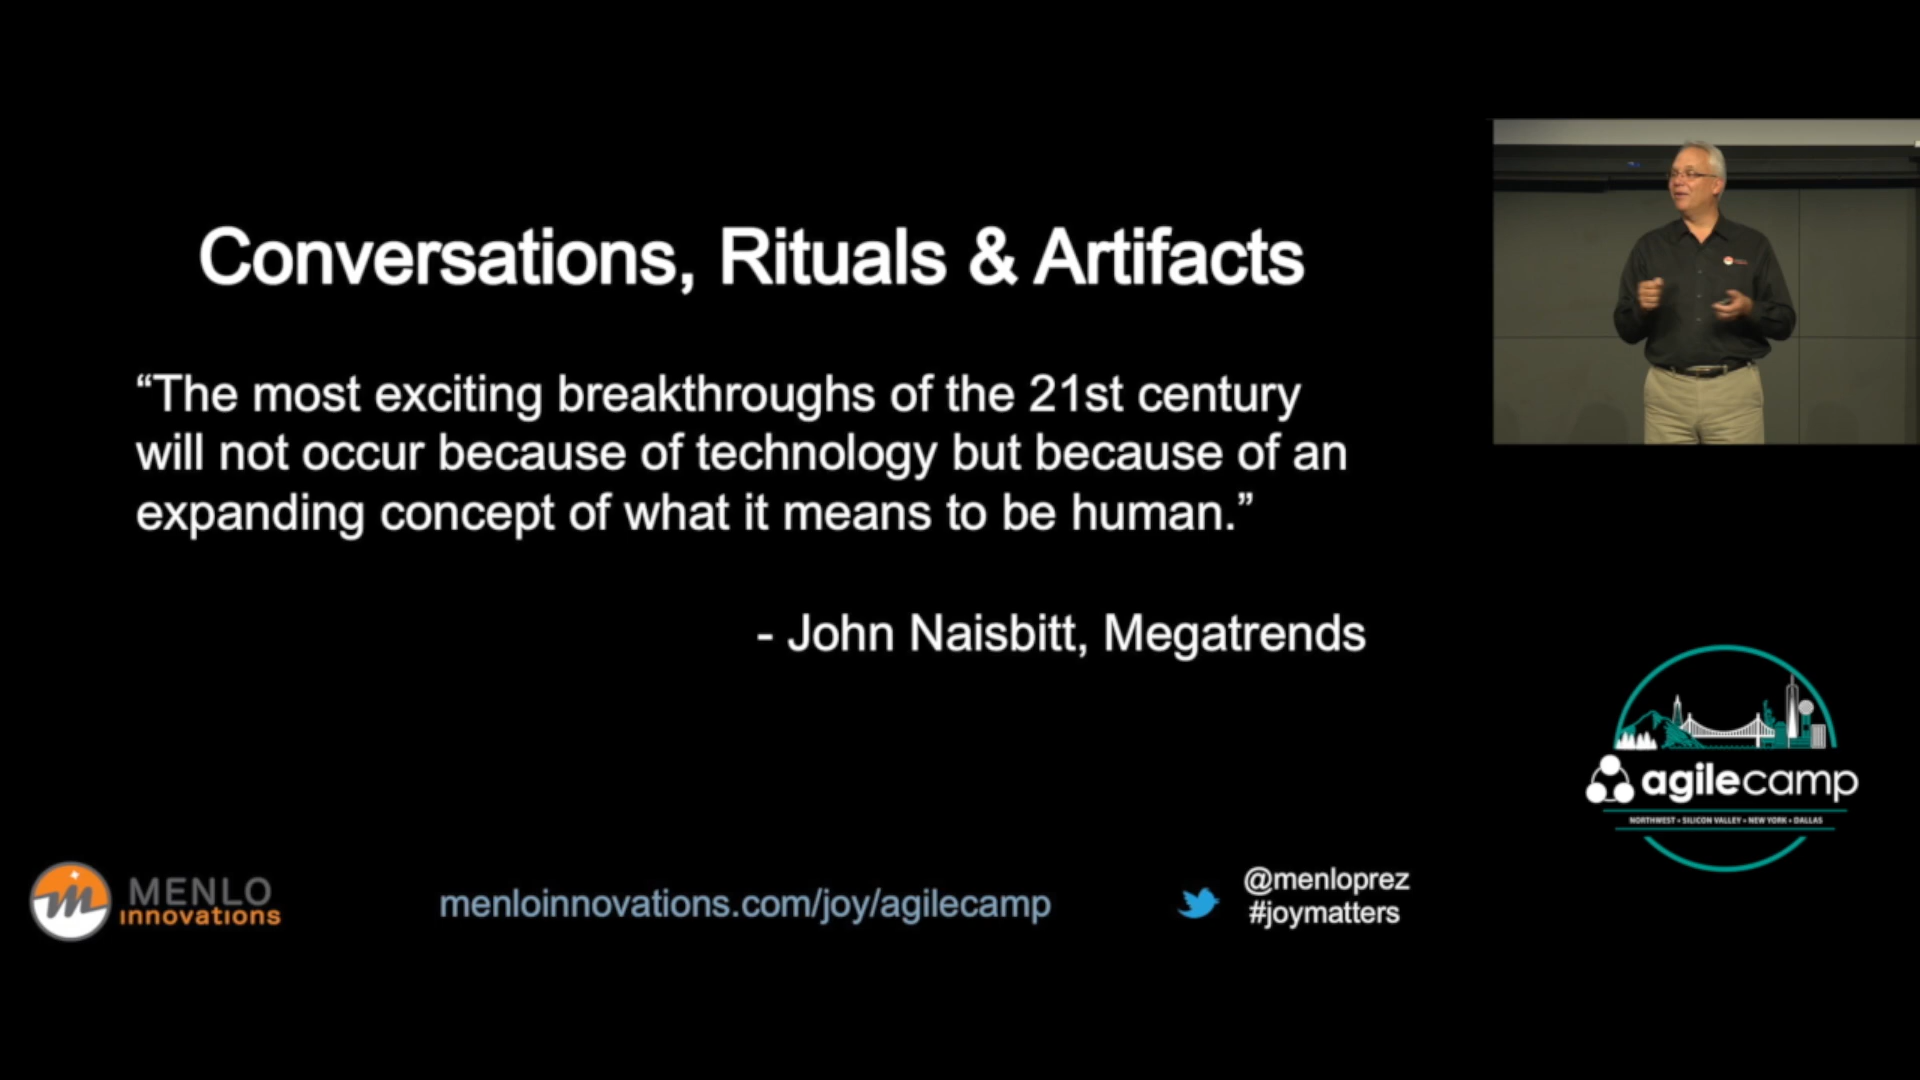 Conversations, Rituals & Artifacts
“The most exciting breakthroughs of the 21st century
will not occur because of technology but because of an
expanding concept of what it means to be human.”
- John Naisbitt, Megatrends
agilecamp
NORTHWEST • SILICON VALLEY • NEW YORK • DALLAS
MENLO
innovations
menloinnovations.com/joy/agilecamp
@menloprez
#joymatters